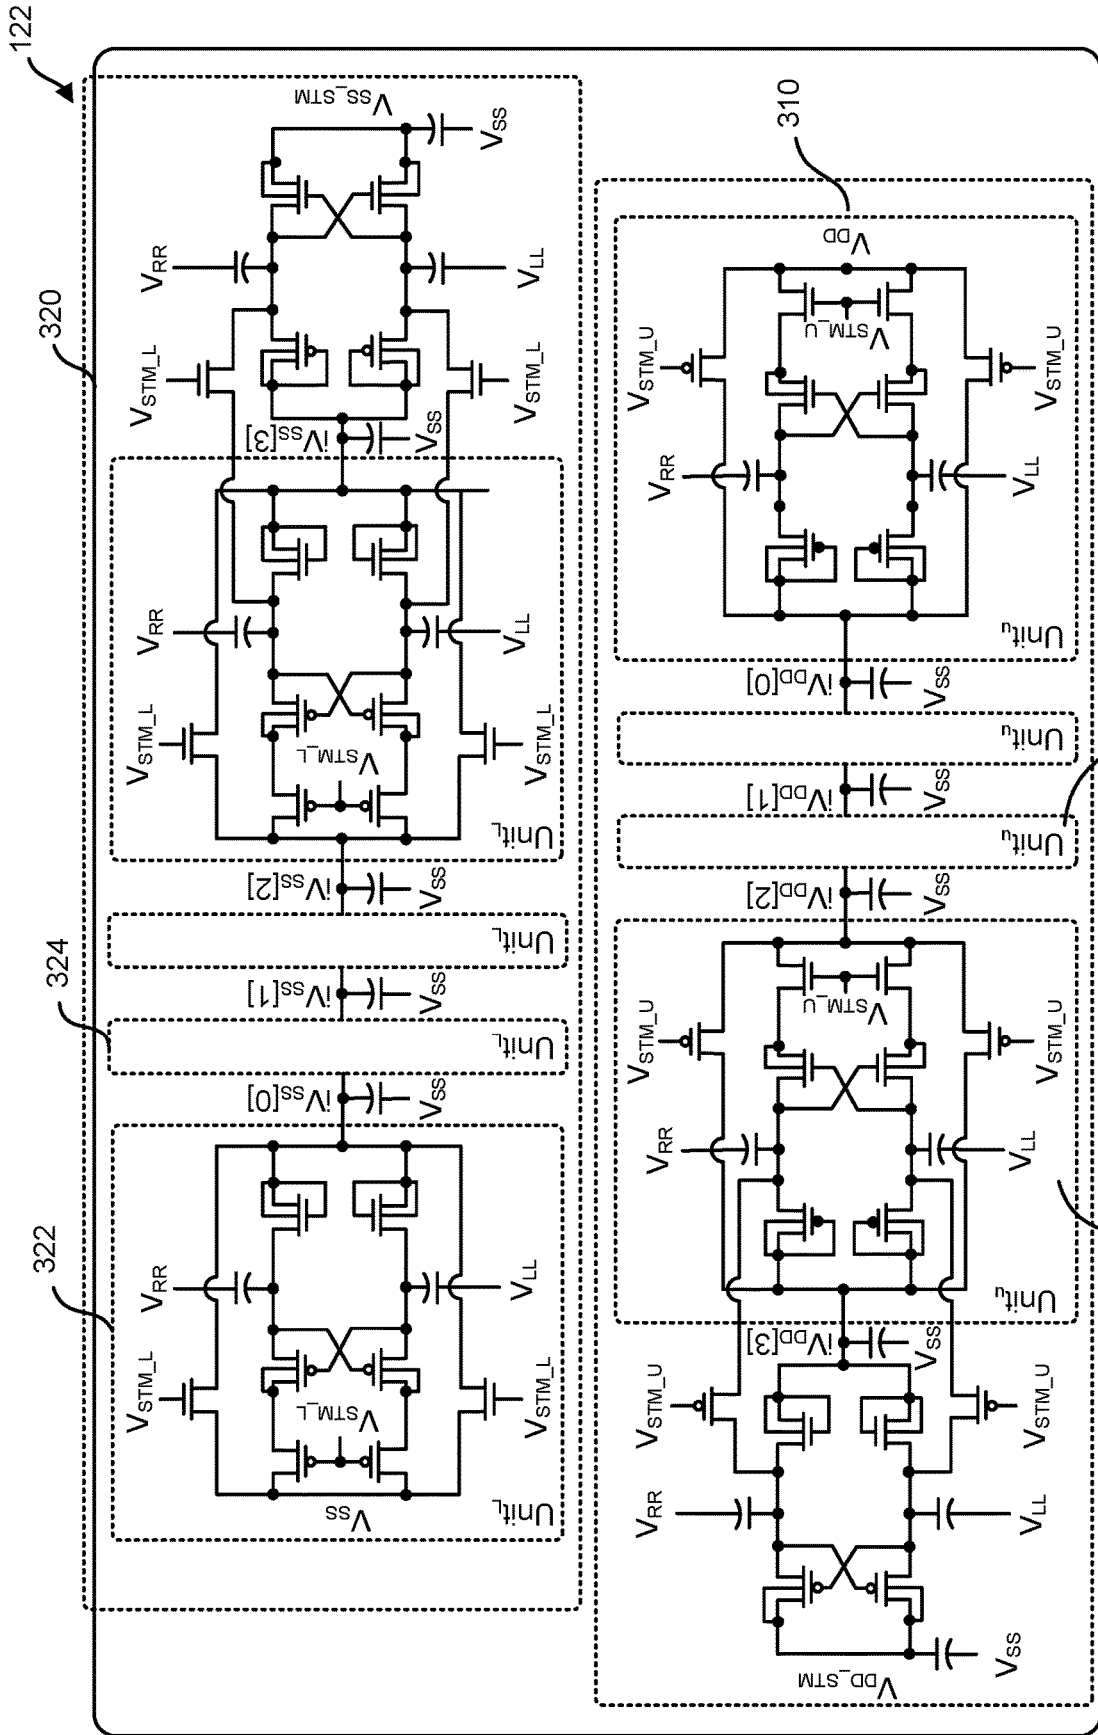 122
320
V_SS_STM
V_SS
V_RR
V_LL
V_STM_L
V_STM_L
iV_SS[3]
V_SS
V_RR
V_LL
V_STM_L
V_STM_L
V_STM_L
Unit_L
iV_SS[2]
V_SS
Unit_L
324
iV_SS[1]
V_SS
Unit_L
iV_SS[0]
V_SS
322
V_RR
V_LL
V_STM_L
V_STM_L
V_STM_L
V_SS
Unit_L
310
V_DD
V_STM_U
V_STM_U
V_STM_U
V_RR
V_LL
Unit_u
iV_DD[0]
V_SS
Unit_u
iV_DD[1]
V_SS
Unit_u
iV_DD[2]
V_SS
V_STM_U
V_STM_U
V_STM_U
V_RR
V_LL
Unit_u
iV_DD[3]
V_SS
V_STM_U
V_STM_U
V_RR
V_LL
V_DD_STM
V_SS